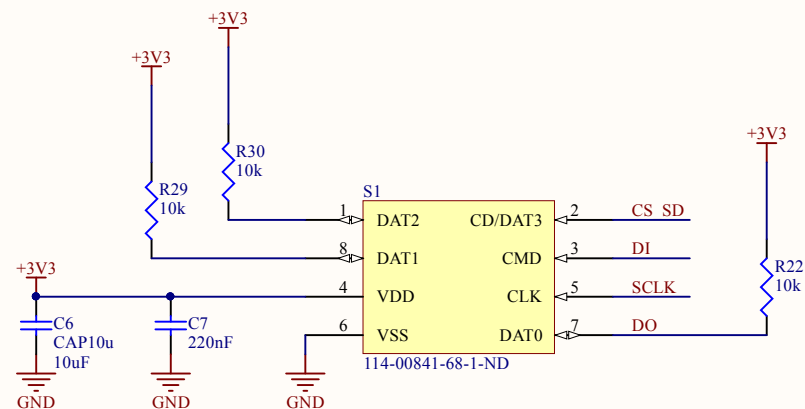 +3V3
+3V3
+3V3
R30
10k
R29
10k
S1
1 DAT2 CD/DAT3 2 CS_SD
8 DAT1 CMD 3 DI
4 VDD CLK 5 SCLK
6 VSS DAT0 7 DO
114-00841-68-1-ND
R22
10k
+3V3
C6
CAP10u
10uF
C7
220nF
GND
GND
GND